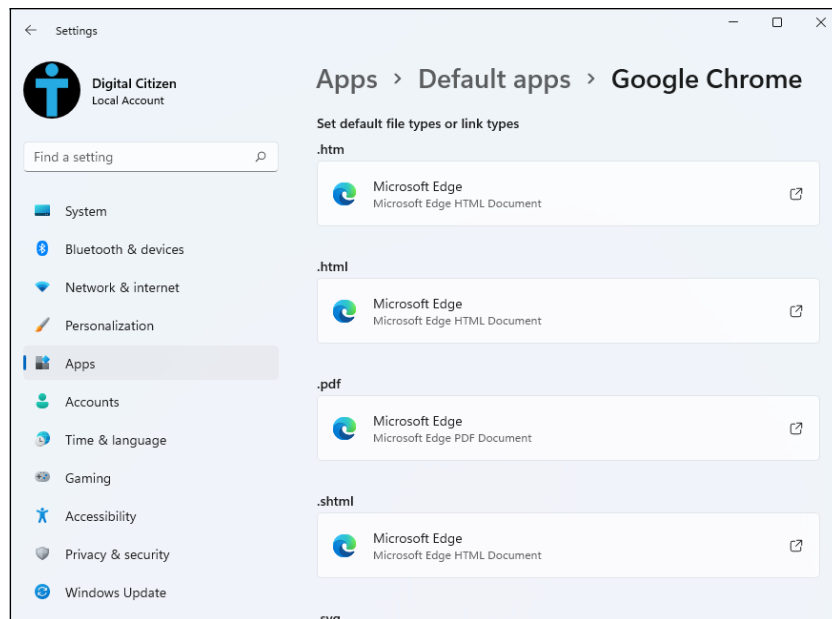 Settings
Digital Citizen
Local Account
Find a setting
System
Bluetooth & devices
Network & internet
Personalization
Apps
Accounts
Time & language
Gaming
Accessibility
Privacy & security
Windows Update
Apps > Default apps > Google Chrome
Set default file types or link types
.htm
Microsoft Edge
Microsoft Edge HTML Document
.html
Microsoft Edge
Microsoft Edge HTML Document
.pdf
Microsoft Edge
Microsoft Edge PDF Document
.shtml
Microsoft Edge
Microsoft Edge HTML Document
.svg